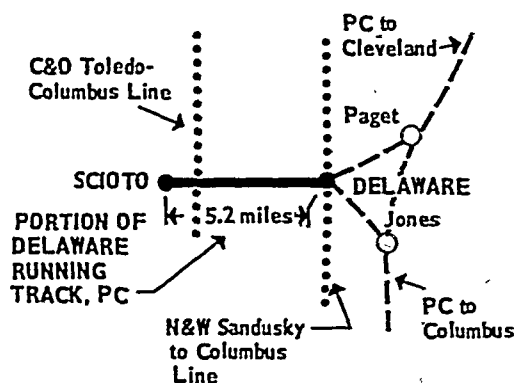 PC to
Cleveland
C&O Toledo-
Columbus Line
Paget
SCIOTO
DELAWARE
5.2 miles
Jones
PORTION OF
DELAWARE
RUNNING
TRACK, PC
PC to
Columbus
N&W Sandusky
to Columbus
Line